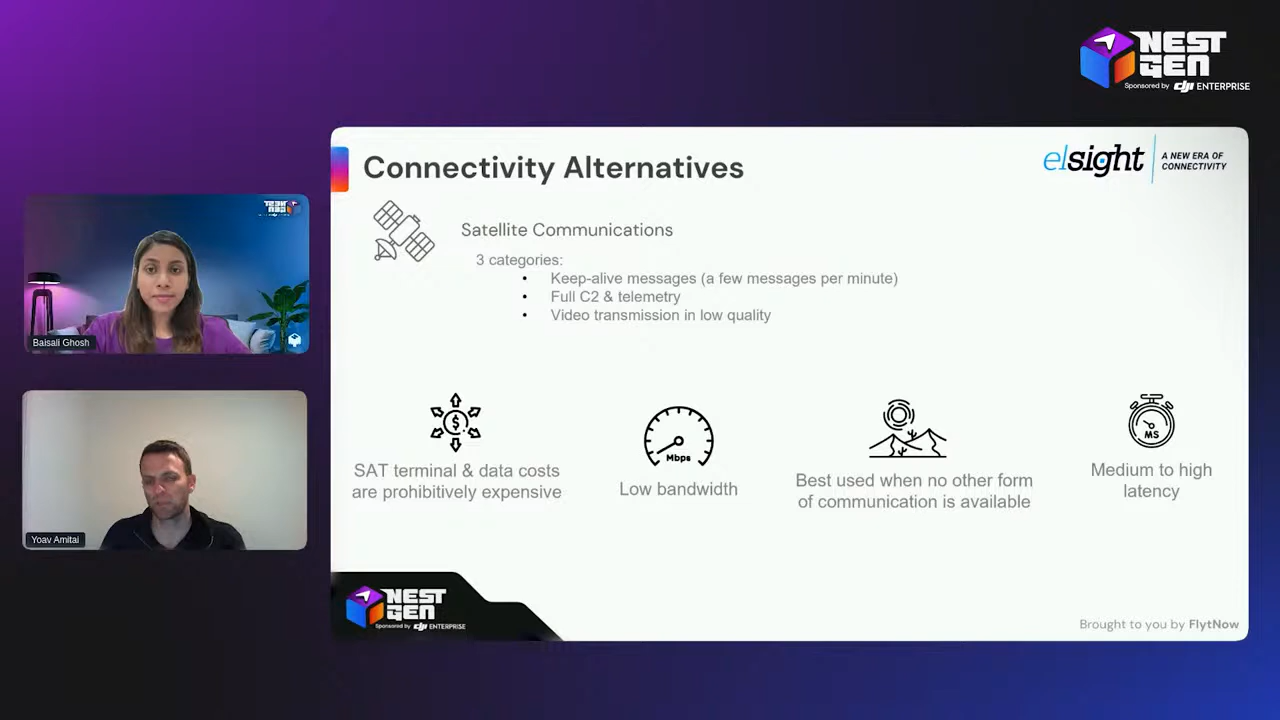 NEST
GEN
Sponsored by dji ENTERPRISE
Connectivity Alternatives
elsight
A NEW ERA OF
CONNECTIVITY
Satellite Communications
3 categories:
• Keep-alive messages (a few messages per minute)
• Full C2 & telemetry
• Video transmission in low quality
Baisali Ghosh
$
Mbps
MS
SAT terminal & data costs
are prohibitively expensive
Low bandwidth
Best used when no other form
of communication is available
Medium to high
latency
Yoav Amitai
NEST
GEN
Sponsored by dji ENTERPRISE
Brought to you by FlytNow